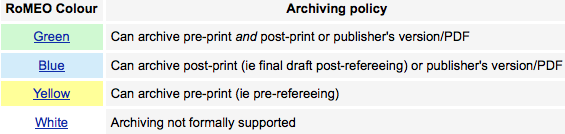 RoMEO Colour Archiving policy
Green Can archive pre-print and post-print or publisher's version/PDF
Blue Can archive post-print (ie final draft post-refereeing) or publisher's version/PDF
Yellow Can archive pre-print (ie pre-refereeing)
White Archiving not formally supported